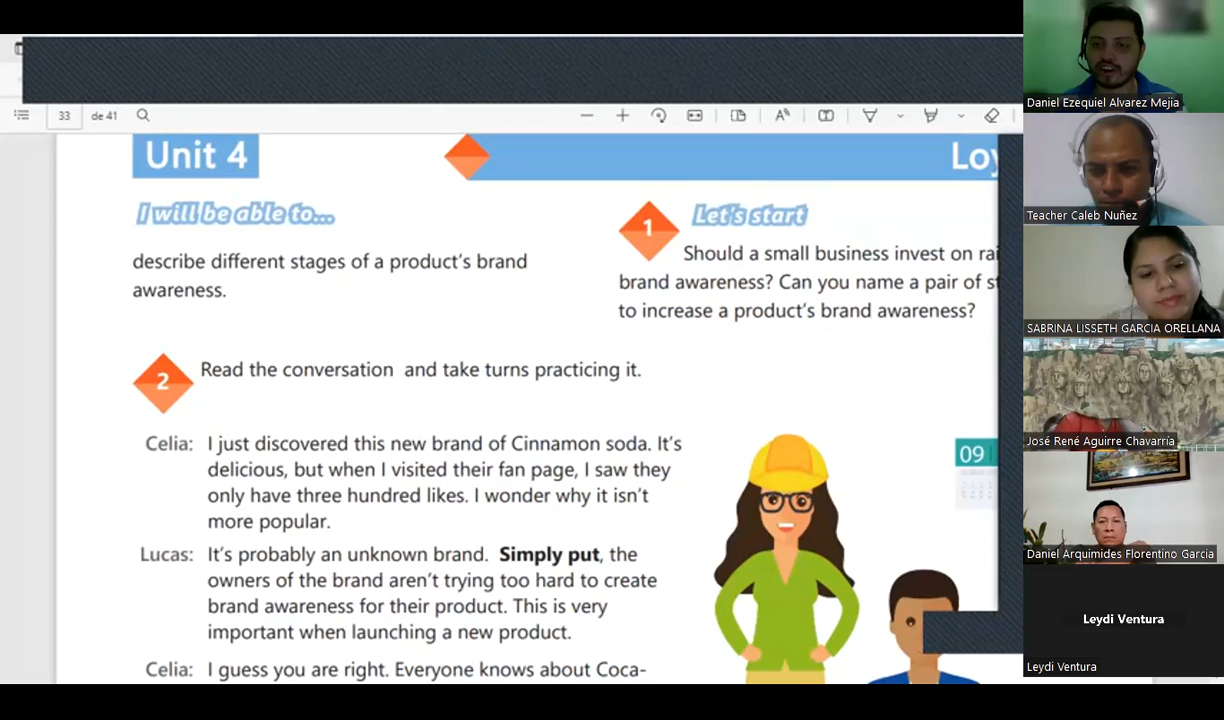 33 de 41
Unit 4
Loy
I will be able to...
describe different stages of a product's brand
awareness.
1
Let's start
Should a small business invest on rai
brand awareness? Can you name a pair of st
to increase a product's brand awareness?
2
Read the conversation and take turns practicing it.
Celia: I just discovered this new brand of Cinnamon soda. It's
delicious, but when I visited their fan page, I saw they
only have three hundred likes. I wonder why it isn't
more popular.
Lucas: It's probably an unknown brand. Simply put, the
owners of the brand aren't trying too hard to create
brand awareness for their product. This is very
important when launching a new product.
Celia: I guess you are right. Everyone knows about Coca-
09
Daniel Ezequiel Alvarez Mejia
Teacher Caleb Nuñez
SABRINA LISSETH GARCIA ORELLANA
José René Aguirre Chavarría
Daniel Arquimides Florentino Garcia
Leydi Ventura
Leydi Ventura